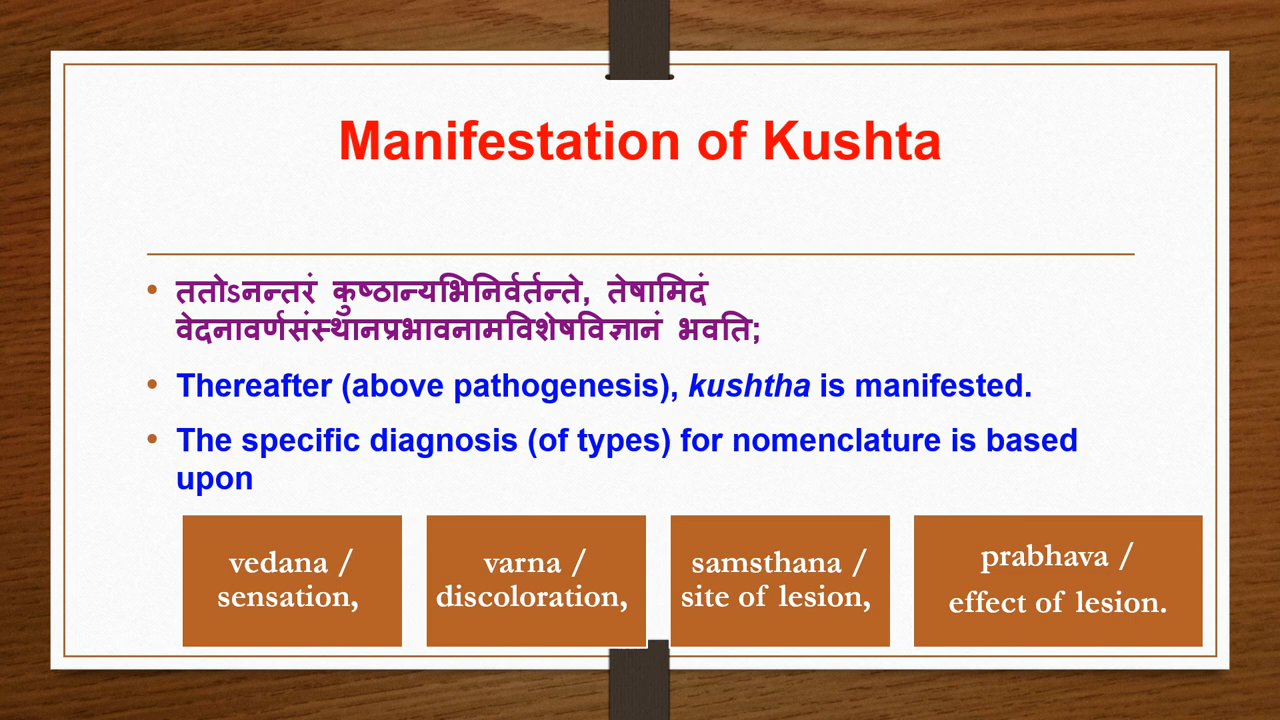 Manifestation of Kushta
• ततोऽनन्तरं कुष्ठान्यभिनिर्वर्तन्ते, तेषामिदं
वेदनावर्णसंस्थानप्रभावनामविशेषविज्ञानं भवति;
• Thereafter (above pathogenesis), kushtha is manifested.
• The specific diagnosis (of types) for nomenclature is based
upon
vedana /
sensation,
varna /
discoloration,
samsthana /
site of lesion,
prabhava /
effect of lesion.